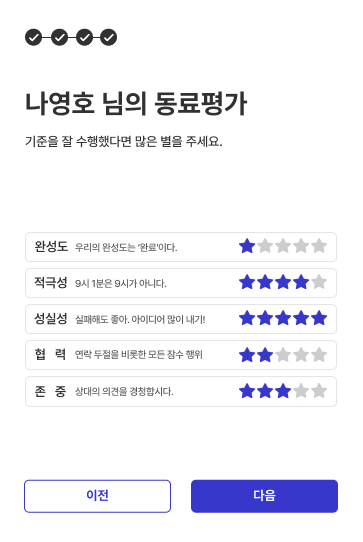 나영호 님의 동료평가
기준을 잘 수행했다면 많은 별을 주세요.
완성도 우리의 완성도는 '완료'이다.
적극성 9시 1분은 9시가 아니다.
성실성 실패해도 좋아. 아이디어 많이 내기!
협 력 연락 두절을 비롯한 모든 잠수 행위
존 중 상대의 의견을 경청합시다.
이전 다음